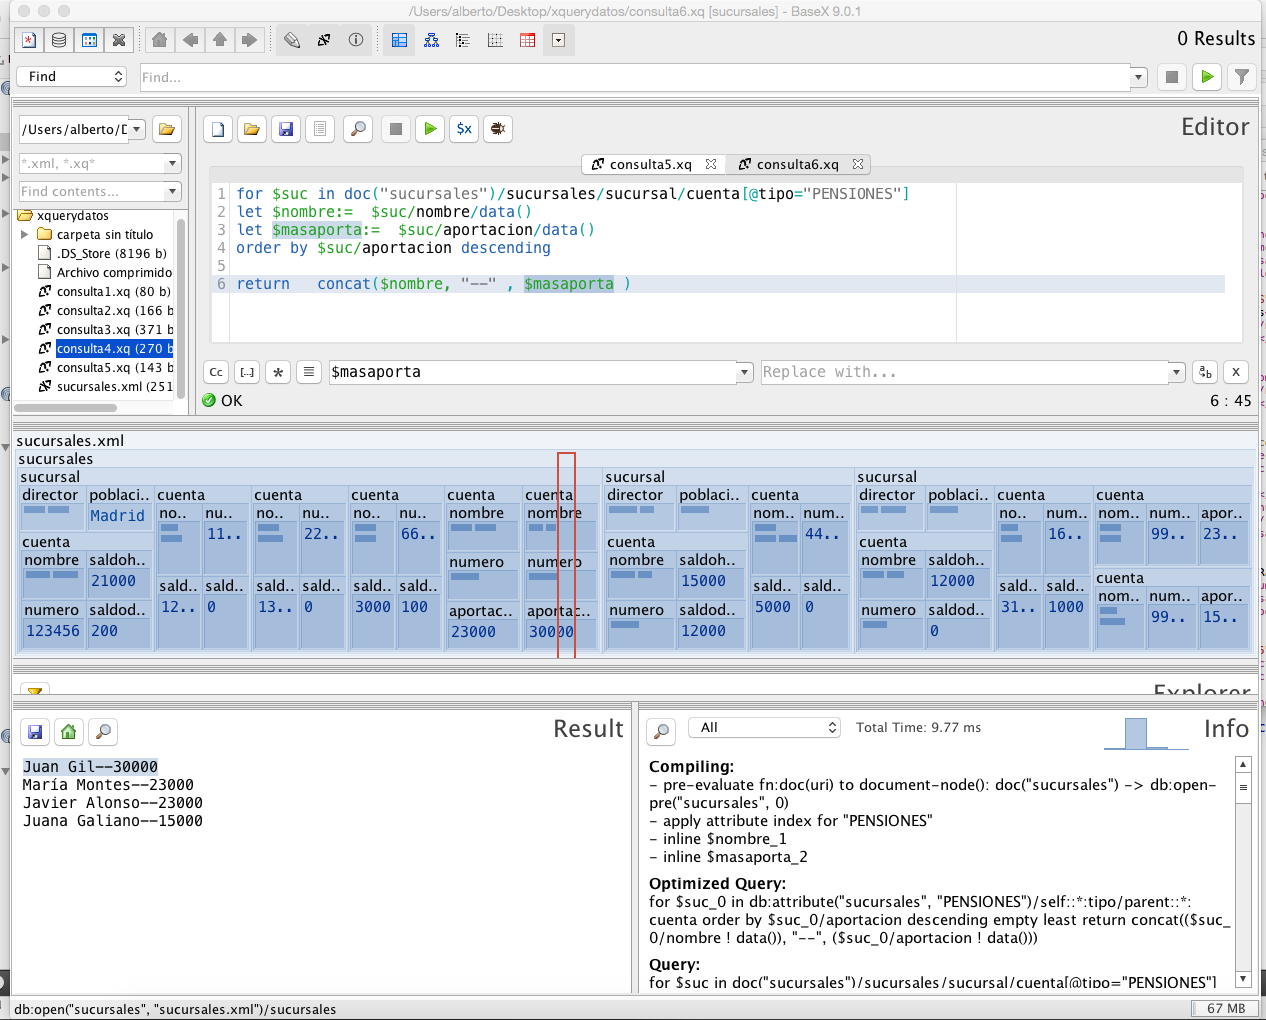 /Users/alberto/Desktop/xquerydatos/consulta6.xq [sucursales] - BaseX 9.0.1
0 Results
Find
Find...
/Users/alberto/D
*.xml, *.xq*
Find contents...
xquerydatos
carpeta sin título
.DS_Store (8196 b)
Archivo comprimido
consulta1.xq (80 b)
consulta2.xq (166 b
consulta3.xq (371 b
consulta4.xq (270 b
consulta5.xq (143 b
sucursales.xml (251
$x
Editor
consulta5.xq
consulta6.xq
1 for $suc in doc("sucursales")/sucursales/sucursal/cuenta[@tipo="PENSIONES"]
2 let $nombre:=  $suc/nombre/data()
3 let $masaporta:=  $suc/aportacion/data()
4 order by $suc/aportacion descending
5
6 return   concat($nombre, "--" , $masaporta )
Cc
[..]
*
$masaporta
Replace with...
X
OK
6 : 45
sucursales.xml
sucursales
sucursal sucursal sucursal
director poblaci.. cuenta cuenta cuenta cuenta cuenta director poblaci.. cuenta director poblaci.. cuenta cuenta
Madrid no.. nu.. no.. nu.. no.. nu.. nombre nombre nom.. num.. no.. num.. nom.. num.. apor..
11.. 22.. 66.. 44.. 16.. 99.. 23..
cuenta cuenta cuenta
nombre saldoh.. numero numero nombre saldoh.. nombre saldoh..
21000 15000 12000
cuenta
sald.. sald.. sald.. sald.. sald.. sald.. sald.. sald.. sald.. sald.. nom.. num.. apor..
numero saldod.. 12.. 0 13.. 0 3000 100 aportac.. aportac.. numero saldod.. 5000 0 numero saldod.. 31.. 1000
123456 200 23000 30000 12000 0 99.. 15..
Explorer
Result
Juan Gil--30000
María Montes--23000
Javier Alonso--23000
Juana Galiano--15000
All
Total Time: 9.77 ms
Info
Compiling:
- pre-evaluate fn:doc(uri) to document-node(): doc("sucursales") -> db:open-
pre("sucursales", 0)
- apply attribute index for "PENSIONES"
- inline $nombre_1
- inline $masaporta_2
Optimized Query:
for $suc_0 in db:attribute("sucursales", "PENSIONES")/self::*:tipo/parent::*:
cuenta order by $suc_0/aportacion descending empty least return concat(($suc_
0/nombre ! data()), "--", ($suc_0/aportacion ! data()))
Query:
for $suc in doc("sucursales")/sucursales/sucursal/cuenta[@tipo="PENSIONES"]
db:open("sucursales", "sucursales.xml")/sucursales
67 MB